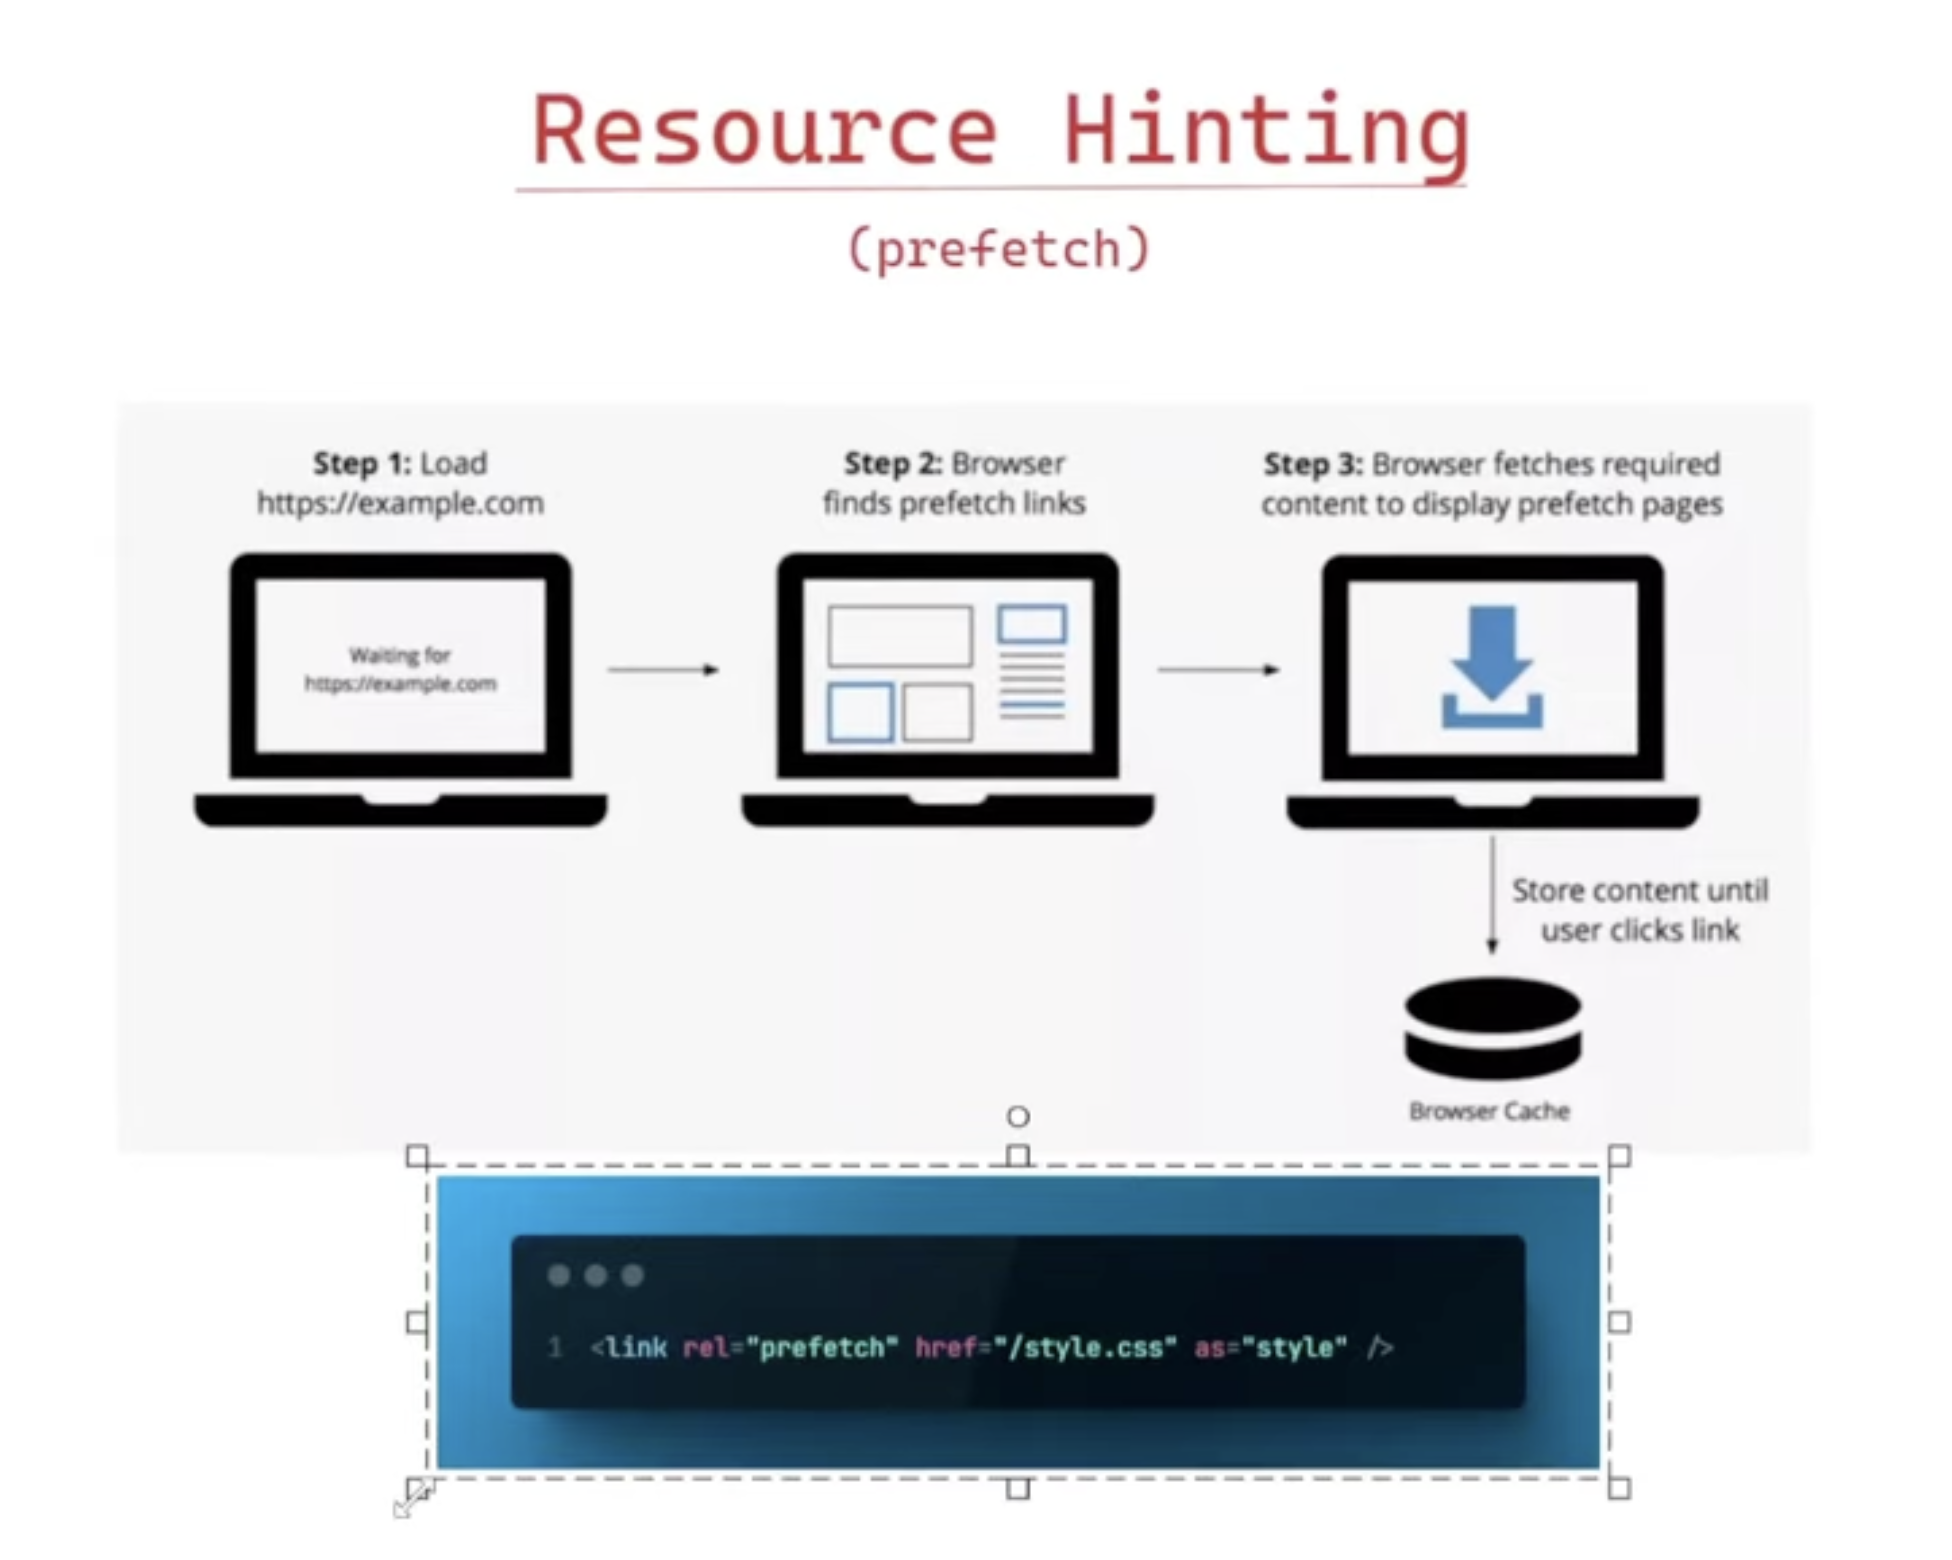 Resource Hinting
(prefetch)
Step 1: Load
https://example.com
Step 2: Browser
finds prefetch links
Step 3: Browser fetches required
content to display prefetch pages
Waiting for
https://example.com
Store content until
user clicks link
Browser Cache
1 <link rel="prefetch" href="/style.css" as="style" />